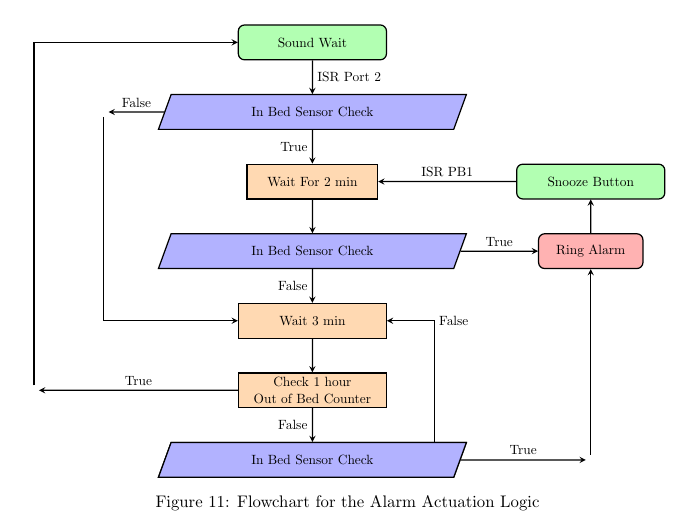 Sound Wait
ISR Port 2
False
In Bed Sensor Check
True
Wait For 2 min
ISR PB1
Snooze Button
In Bed Sensor Check
True
Ring Alarm
False
Wait 3 min
False
True
Check 1 hour
Out of Bed Counter
False
In Bed Sensor Check
True
Figure 11: Flowchart for the Alarm Actuation Logic